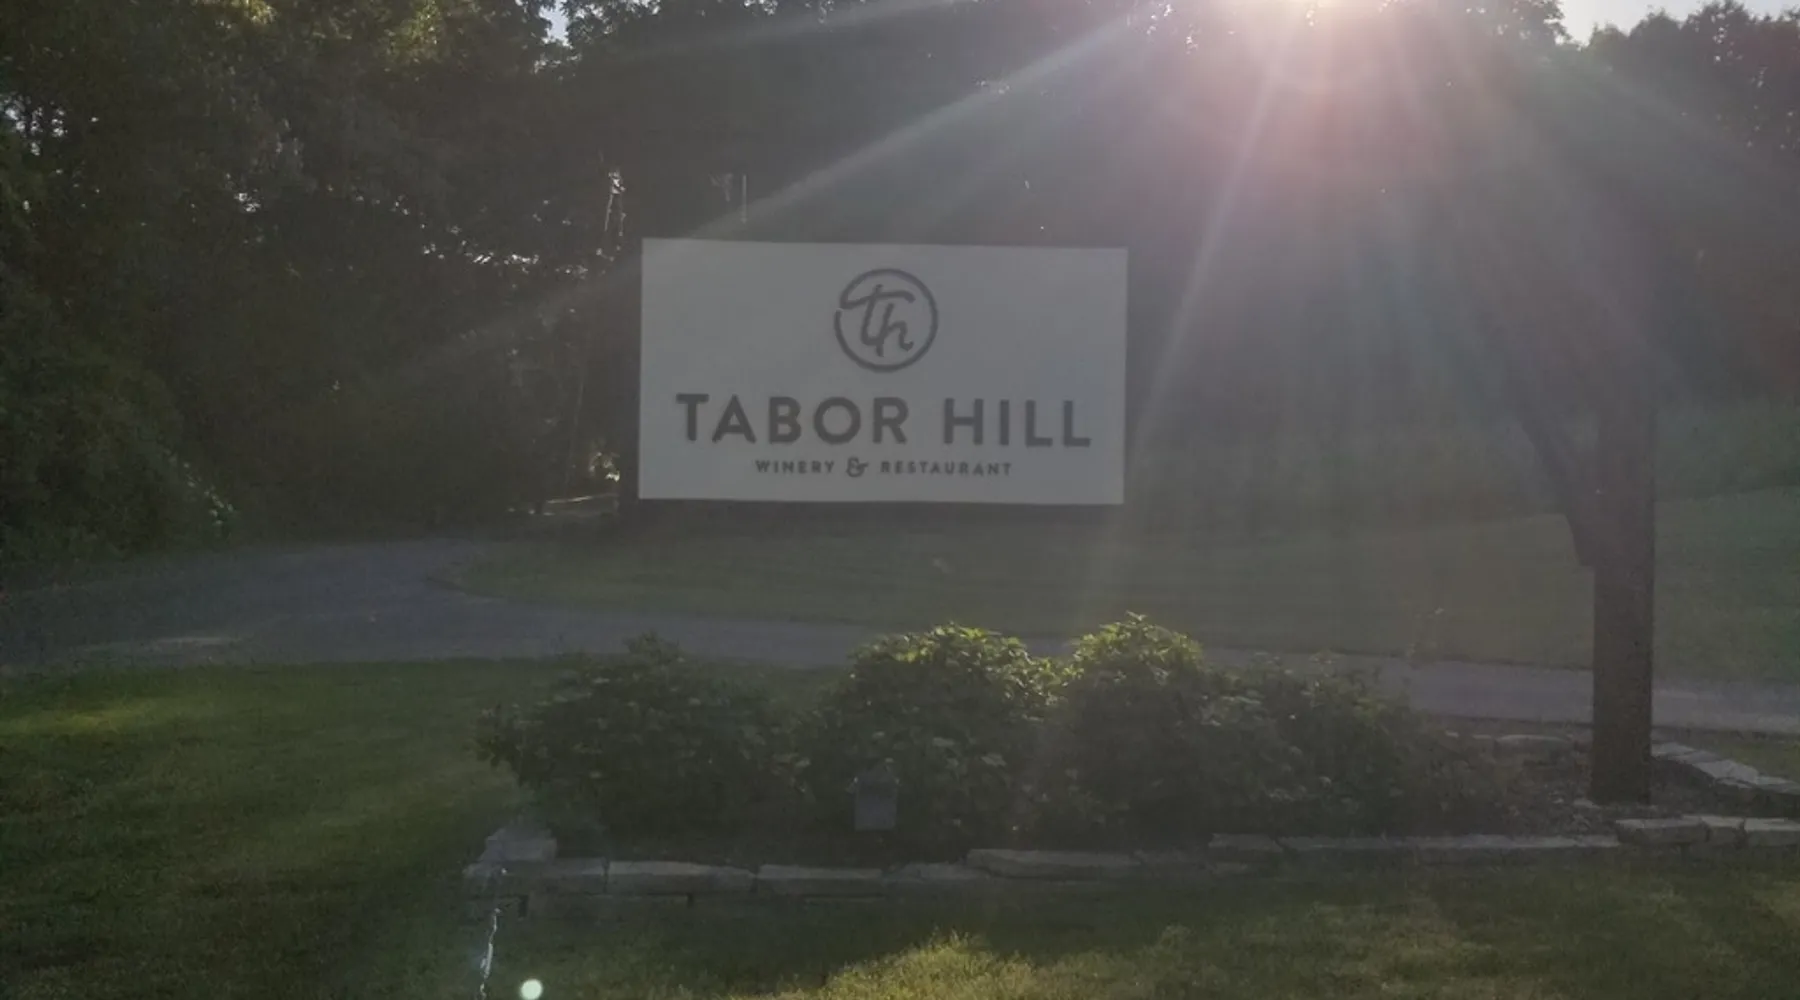 th
TABOR HILL
WINERY & RESTAURANT